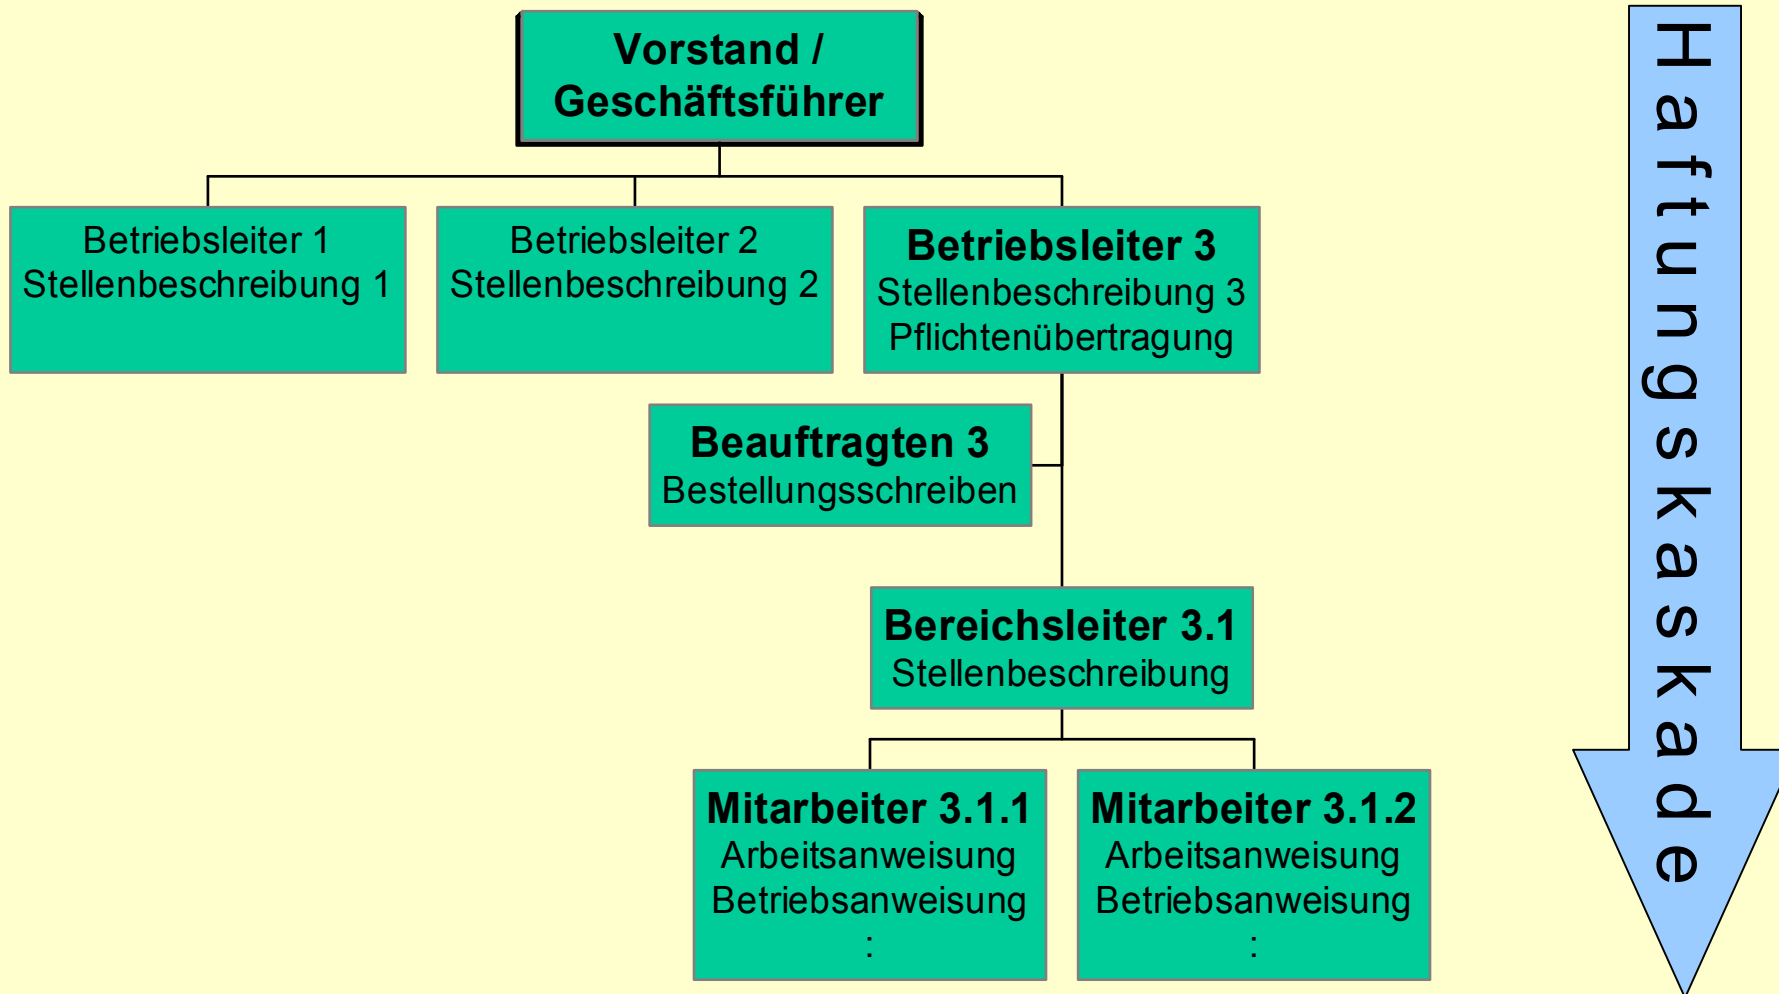 Vorstand /
Geschäftsführer
Betriebsleiter 1
Stellenbeschreibung 1
Betriebsleiter 2
Stellenbeschreibung 2
Betriebsleiter 3
Stellenbeschreibung 3
Pflichtenübertragung
Beauftragten 3
Bestellungsschreiben
Bereichsleiter 3.1
Stellenbeschreibung
Mitarbeiter 3.1.1
Arbeitsanweisung
Betriebsanweisung
:
Mitarbeiter 3.1.2
Arbeitsanweisung
Betriebsanweisung
:
Haftungskaskade